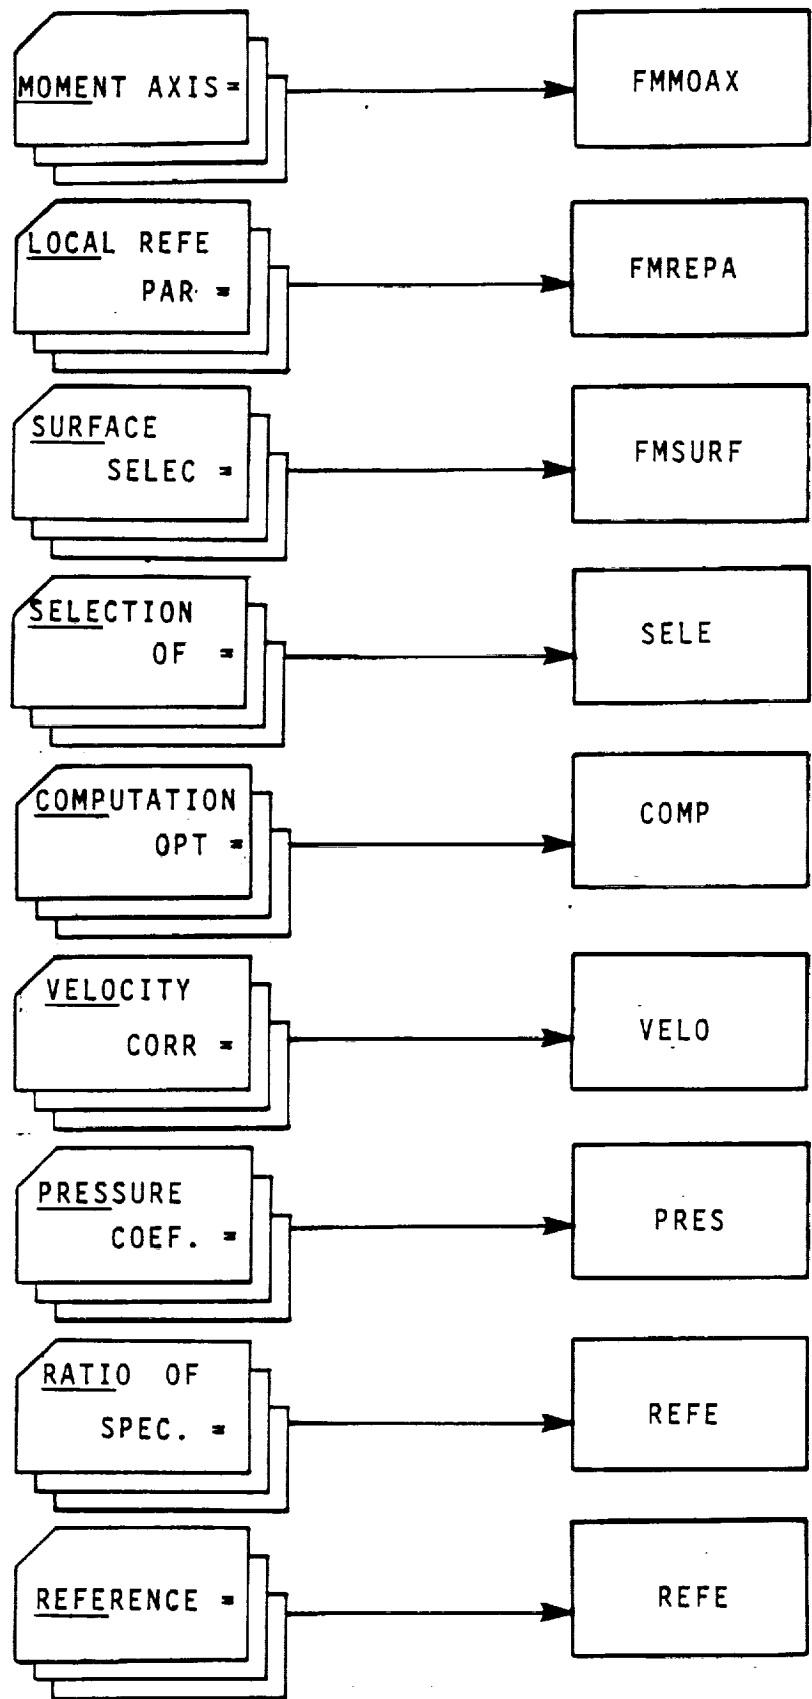 MOMENT AXIS=
FMMOAX
LOCAL REFE
PAR =
FMREPA
SURFACE
SELEC =
FMSURF
SELECTION
OF =
SELE
COMPUTATION
OPT =
COMP
VELOCITY
CORR =
VELO
PRESSURE
COEF. =
PRES
RATIO OF
SPEC. =
REFE
REFERENCE =
REFE